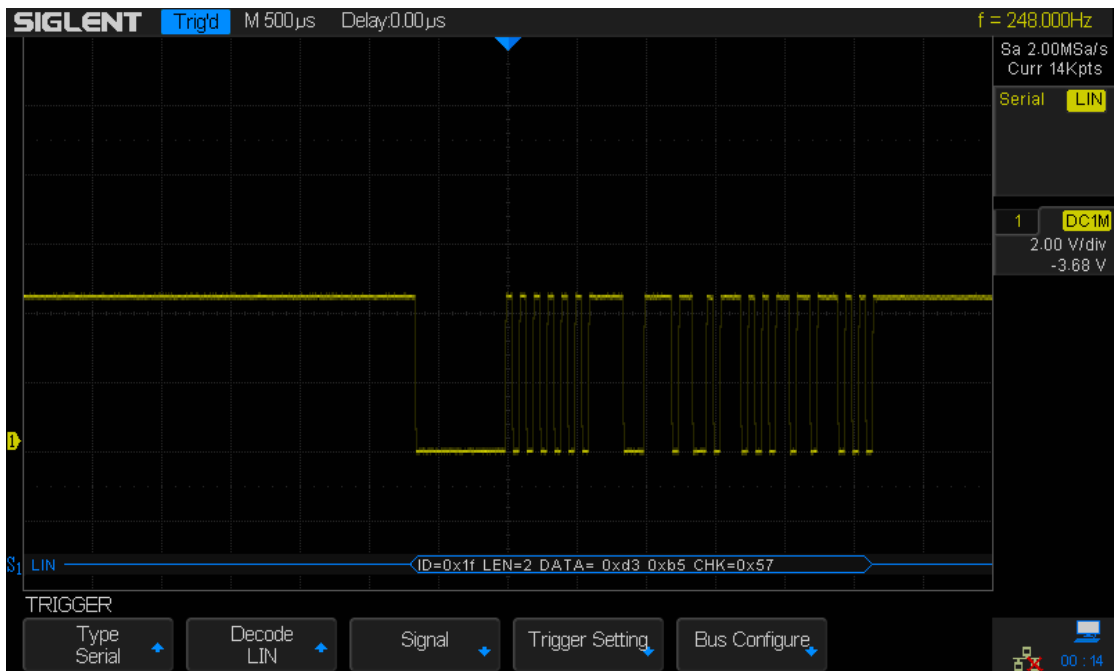 SIGLENT Trig'd M 500µs Delay:0.00µs f = 248.000Hz
Sa 2.00MSa/s
Curr 14Kpts
Serial LIN
1 DC1M
2.00 V/div
-3.68 V
1
S1 LIN ID=0x1f LEN=2 DATA= 0xd3 0xb5 CHK=0x57
TRIGGER
Type
Serial
Decode
LIN
Signal
Trigger Setting
Bus Configure
00 : 14